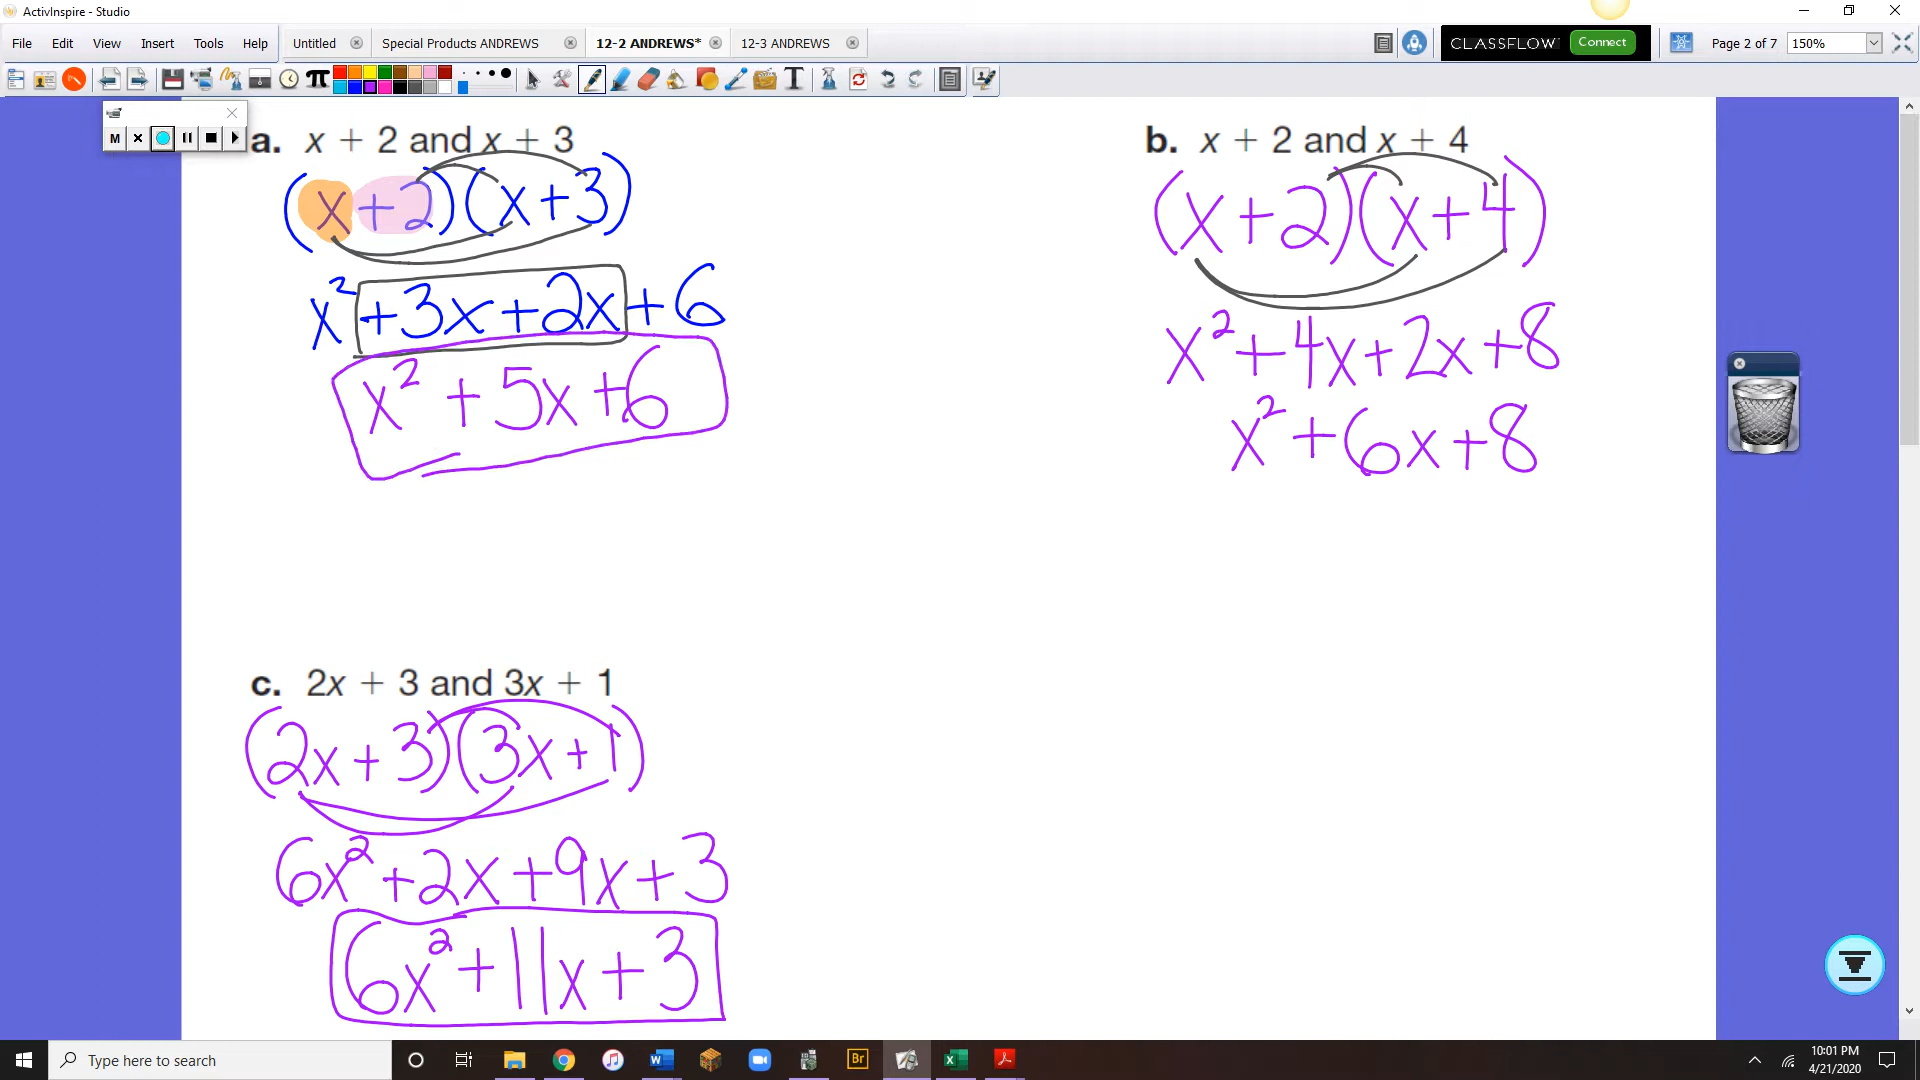 ActivInspire - Studio
File Edit View Insert Tools Help
Untitled
Special Products ANDREWS
12-2 ANDREWS*
12-3 ANDREWS
CLASSFLOW
Connect
Page 2 of 7
150%
M
a. x + 2 and x + 3
(x+2)(x+3)
x²+3x+2x+6
x²+5x+6
b. x + 2 and x + 4
(x+2)(x+4)
x²+4x+2x+8
x²+6x+8
c. 2x + 3 and 3x + 1
(2x+3)(3x+1)
6x²+2x+9x+3
6x²+11x+3
Type here to search
Br
10:01 PM
4/21/2020